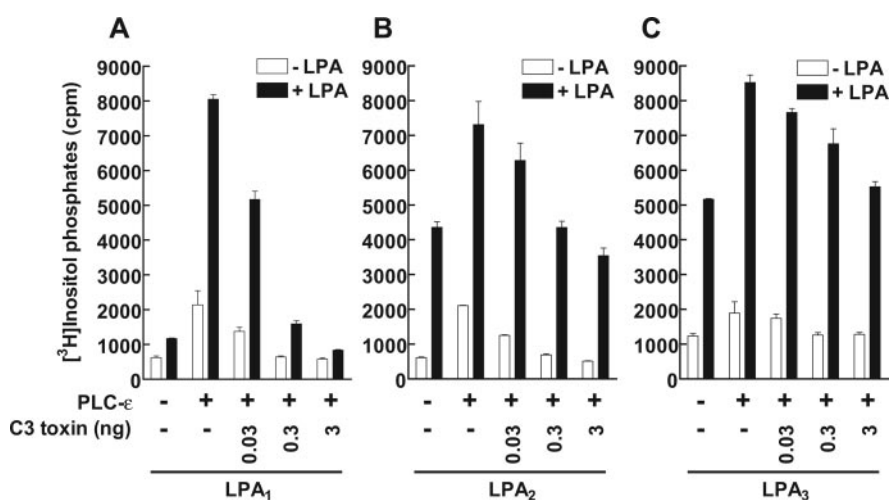 A
B
C
- LPA
+ LPA
- LPA
+ LPA
- LPA
+ LPA
[³H]Inositol phosphates (cpm)
9000
8000
7000
6000
5000
4000
3000
2000
1000
0
9000
8000
7000
6000
5000
4000
3000
2000
1000
0
9000
8000
7000
6000
5000
4000
3000
2000
1000
0
PLC-ε - + + + + - + + + + - + + + +
C3 toxin (ng) - - 0.03 0.3 3 - - 0.03 0.3 3 - - 0.03 0.3 3
LPA₁ LPA₂ LPA₃